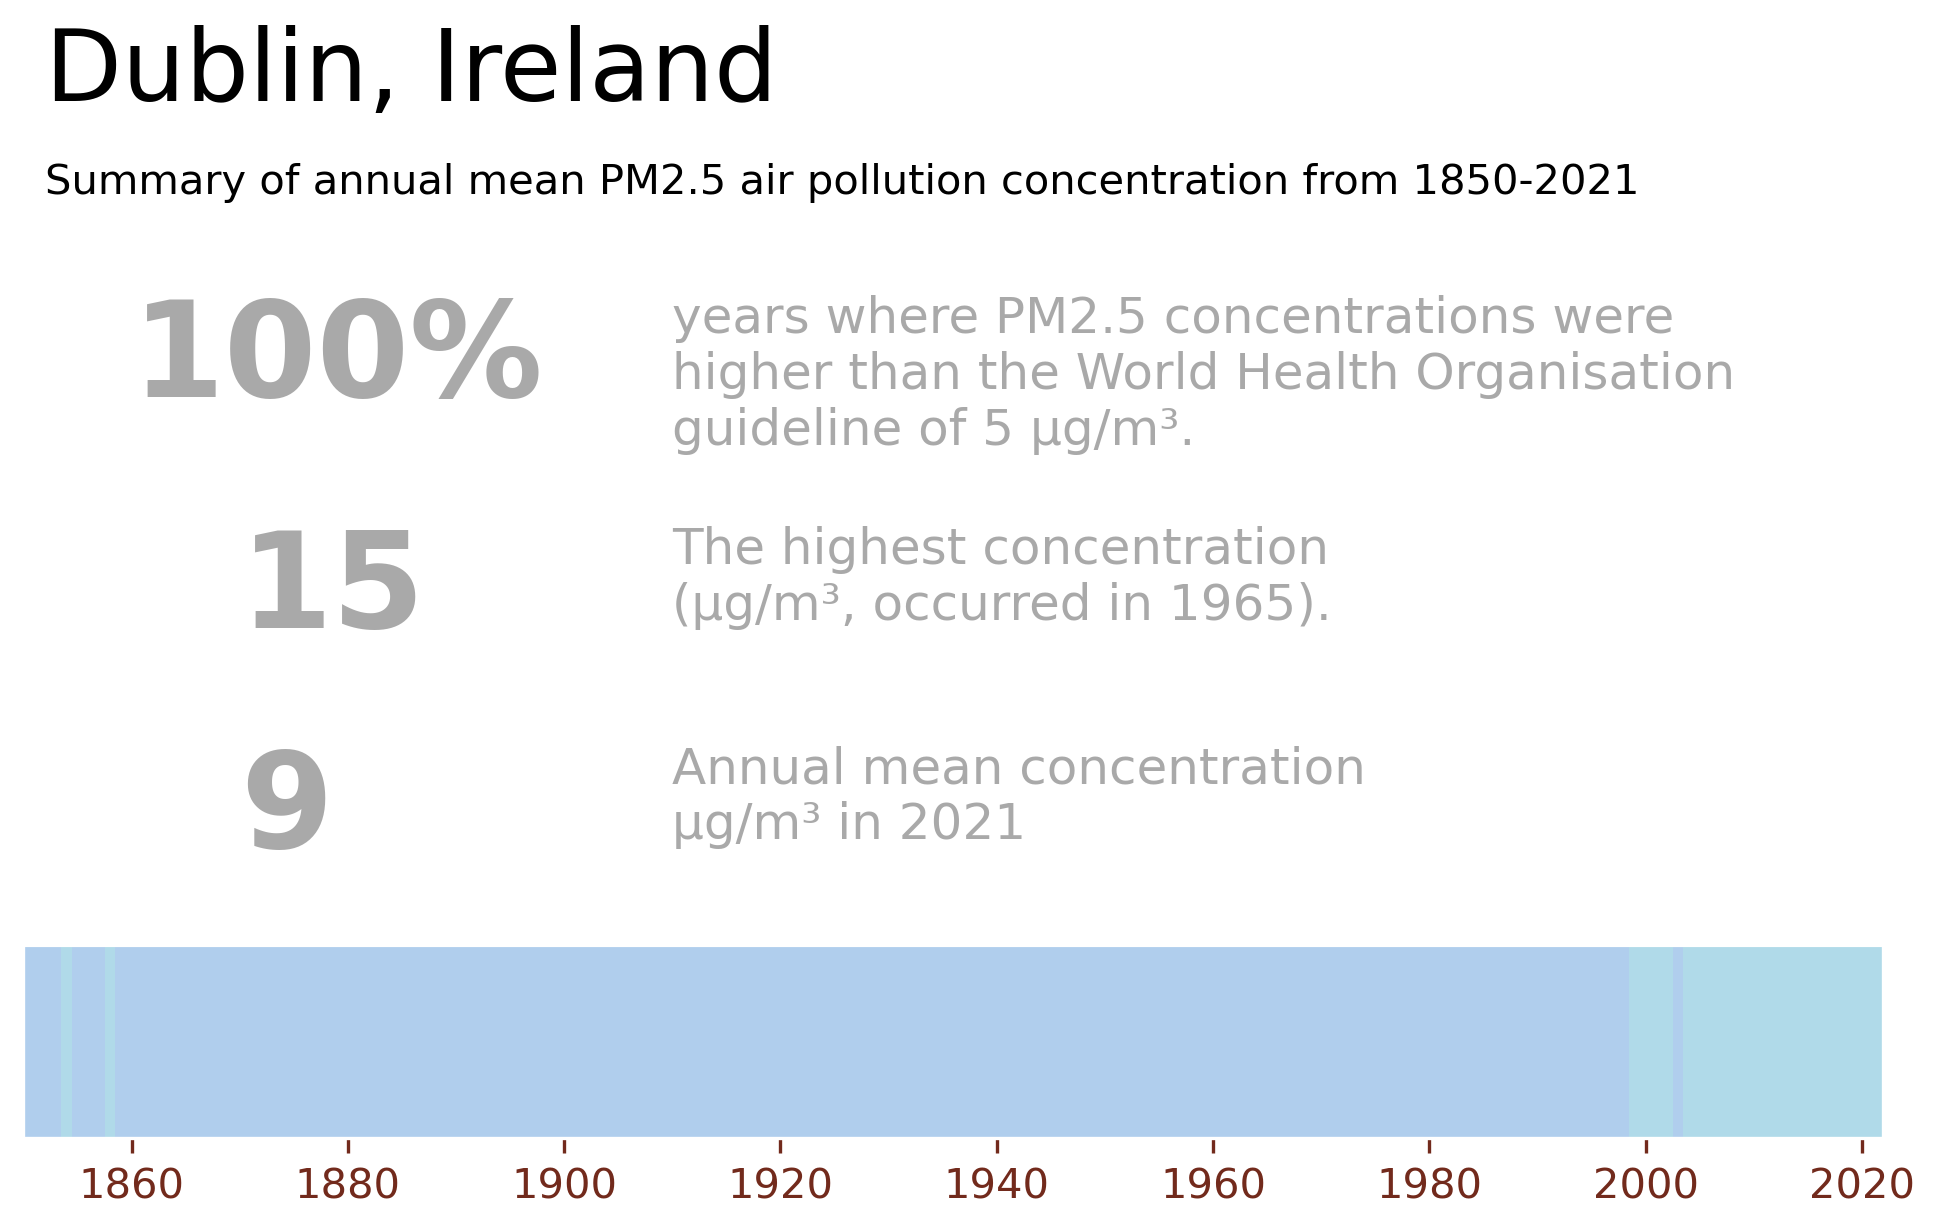 Dublin, Ireland
Summary of annual mean PM2.5 air pollution concentration from 1850-2021
100%
years where PM2.5 concentrations were
higher than the World Health Organisation
guideline of 5 μg/m³.
15
The highest concentration
(μg/m³, occurred in 1965).
9
Annual mean concentration
μg/m³ in 2021
1860 1880 1900 1920 1940 1960 1980 2000 2020